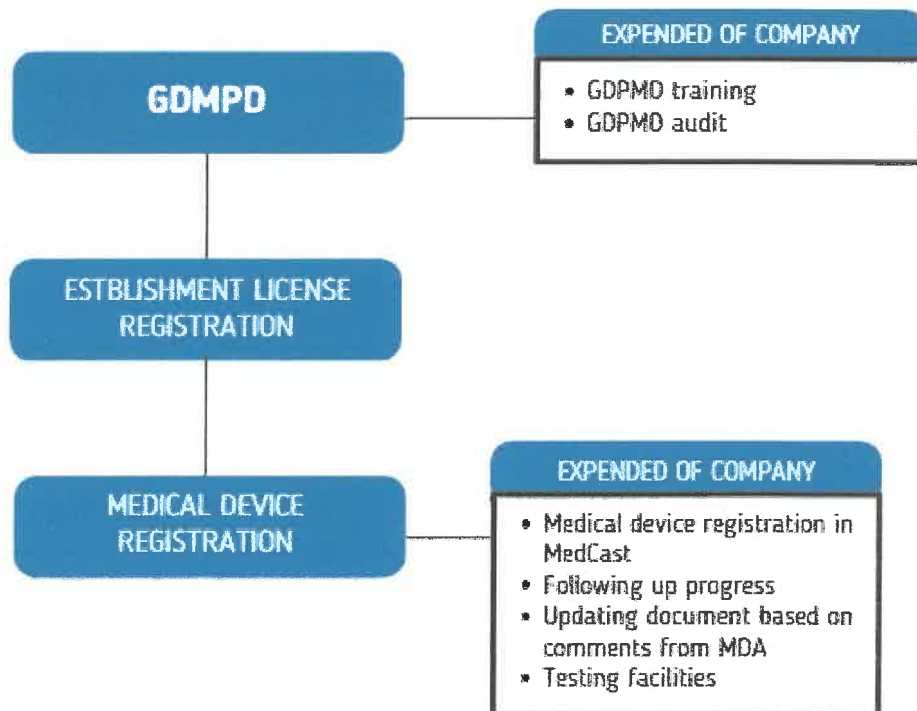 EXPENDED OF COMPANY
GDMPD
• GDPMD training
• GDPMD audit
ESTBLISHMENT LICENSE
REGISTRATION
MEDICAL DEVICE
REGISTRATION
EXPENDED OF COMPANY
• Medical device registration in
MedCast
• Following up progress
• Updating document based on
comments from MDA
• Testing facilities